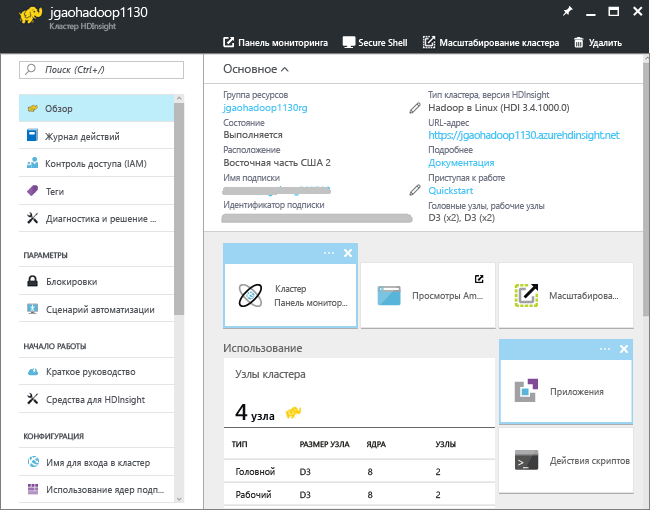 jgaohadoop1130
Кластер HDInsight
Панель мониторинга
Secure Shell
Масштабирование кластера
Удалить
Поиск (Ctrl+/)
Обзор
Журнал действий
Контроль доступа (IAM)
Теги
Диагностика и решение ...
ПАРАМЕТРЫ
Блокировки
Сценарий автоматизации
НАЧАЛО РАБОТЫ
Краткое руководство
Средства для HDInsight
КОНФИГУРАЦИЯ
Имя для входа в кластер
Использование ядер подп...
Основное
Группа ресурсов
jgaohadoop1130rg
Состояние
Выполняется
Расположение
Восточная часть США 2
Имя подписки
Идентификатор подписки
Тип кластера, версия HDInsight
Hadoop в Linux (HDI 3.4.1000.0)
URL-адрес
https://jgaohadoop1130.azurehdinsight.net
Подробнее
Документация
Приступая к работе
Quickstart
Головные узлы, рабочие узлы
D3 (x2), D3 (x2)
Кластер
Панель монитор...
Просмотры Am...
Масштабирова...
Использование
Узлы кластера
4 узла
ТИП РАЗМЕР УЗЛА ЯДРА УЗЛЫ
Головной D3 8 2
Рабочий D3 8 2
Приложения
Действия скриптов